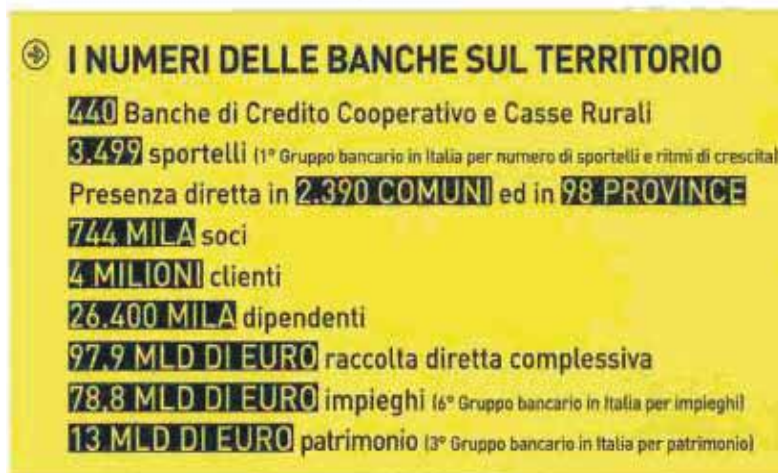 I NUMERI DELLE BANCHE SUL TERRITORIO
440 Banche di Credito Cooperativo e Casse Rurali
3.499 sportelli (1° Gruppo bancario in Italia per numero di sportelli e ritmi di crescita)
Presenza diretta in 2.390 COMUNI ed in 98 PROVINCE
744 MILA soci
4 MILIONI clienti
26.400 MILA dipendenti
97.9 MLD DI EURO raccolta diretta complessiva
78.8 MLD DI EURO impieghi (6° Gruppo bancario in Italia per impieghi)
13 MLD DI EURO patrimonio (3° Gruppo bancario in Italia per patrimonio)